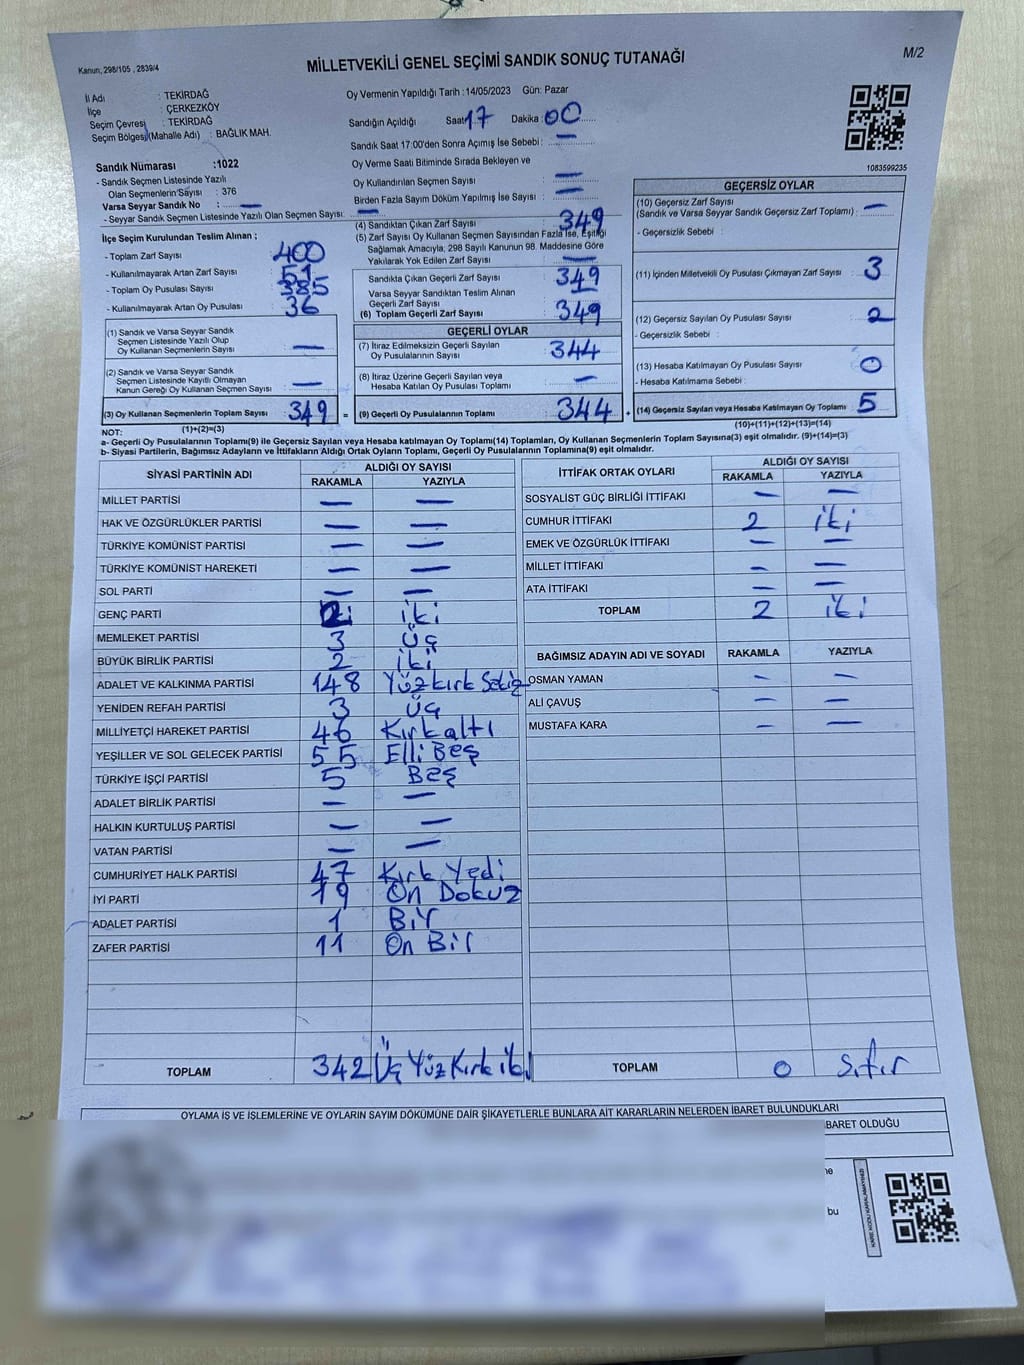 Kanun, 298/105 , 2839/4
MİLLETVEKİLİ GENEL SEÇİMİ SANDIK SONUÇ TUTANAĞI
M/2
İl Adı : TEKİRDAĞ
İlçe : ÇERKEZKÖY
Seçim Çevresi : TEKİRDAĞ
Seçim Bölgesi (Mahalle Adı) : BAĞLIK MAH.
Oy Vermenin Yapıldığı Tarih :14/05/2023 Gün: Pazar
Sandığın Açıldığı Saat 17 Dakika : 00
Sandık Saat 17:00'den Sonra Açımış İse Sebebi : —
Oy Verme Saati Bitiminde Sırada Bekleyen ve
Oy Kullandırılan Seçmen Sayısı —
Birden Fazla Sayım Döküm Yapılmış İse Sayısı : —
1083599235
Sandık Numarası :1022
- Sandık Seçmen Listesinde Yazılı
Olan Seçmenlerin Sayısı : 376
Varsa Seyyar Sandık No : —
- Seyyar Sandık Seçmen Listesinde Yazılı Olan Seçmen Sayısı: —
İlçe Seçim Kurulundan Teslim Alınan ;
- Toplam Zarf Sayısı : 400
- Kullanılmayarak Artan Zarf Sayısı : 51
- Toplam Oy Pusulası Sayısı : 385
- Kullanılmayarak Artan Oy Pusulası : 36
(1) Sandık ve Varsa Seyyar Sandık
Seçmen Listesinde Yazılı Olup
Oy Kullanan Seçmenlerin Sayısı : —
(2) Sandık ve Varsa Seyyar Sandık
Seçmen Listesinde Kayıtlı Olmayan
Kanun Gereği Oy Kullanan Seçmen Sayısı : —
(3) Oy Kullanan Seçmenlerin Toplam Sayısı : 349 =
(1)+(2)=(3)
(4) Sandıktan Çıkan Zarf Sayısı : 349
(5) Zarf Sayısı Oy Kullanan Seçmen Sayısından Fazla İse, Eşitliği
Sağlamak Amacıyla; 298 Sayılı Kanunun 98. Maddesine Göre
Yakılarak Yok Edilen Zarf Sayısı : —
Sandıkta Çıkan Geçerli Zarf Sayısı : 349
Varsa Seyyar Sandıktan Teslim Alınan
Geçerli Zarf Sayısı : —
(6) Toplam Geçerli Zarf Sayısı : 349
GEÇERLİ OYLAR
(7) İtiraz Edilmeksizin Geçerli Sayılan
Oy Pusulalarının Sayısı : 344
(8) İtiraz Üzerine Geçerli Sayılan veya
Hesaba Katılan Oy Pusulası Toplamı : —
(9) Geçerli Oy Pusulalarının Toplamı : 344 +
GEÇERSİZ OYLAR
(10) Geçersiz Zarf Sayısı
(Sandık ve Varsa Seyyar Sandık Geçersiz Zarf Toplamı) : —
- Geçersizlik Sebebi :
(11) İçinden Milletvekili Oy Pusulası Çıkmayan Zarf Sayısı : 3
(12) Geçersiz Sayılan Oy Pusulası Sayısı : 2
- Geçersizlik Sebebi :
(13) Hesaba Katılmayan Oy Pusulası Sayısı : 0
- Hesaba Katılmama Sebebi :
(14) Geçersiz Sayılan veya Hesaba Katılmayan Oy Toplamı : 5
(10)+(11)+(12)+(13)=(14)
NOT:
a- Geçerli Oy Pusulalarının Toplamı(9) ile Geçersiz Sayılan veya Hesaba katılmayan Oy Toplamı(14) Toplamları, Oy Kullanan Seçmenlerin Toplam Sayısına(3) eşit olmalıdır. (9)+(14)=(3)
b- Siyasi Partilerin, Bağımsız Adayların ve İttifakların Aldığı Ortak Oyların Toplamı, Geçerli Oy Pusulalarının Toplamına(9) eşit olmalıdır.
SİYASİ PARTİNİN ADI ALDIĞI OY SAYISI
RAKAMLA YAZIYLA
MİLLET PARTİSİ — —
HAK VE ÖZGÜRLÜKLER PARTİSİ — —
TÜRKİYE KOMÜNİST PARTİSİ — —
TÜRKİYE KOMÜNİST HAREKETİ — —
SOL PARTİ — —
GENÇ PARTİ 2 iki
MEMLEKET PARTİSİ 3 Üç
BÜYÜK BİRLİK PARTİSİ 2 iki
ADALET VE KALKINMA PARTİSİ 148 Yüzkırk Sekiz
YENİDEN REFAH PARTİSİ 3 Üç
MİLLİYETÇİ HAREKET PARTİSİ 46 Kırkaltı
YEŞİLLER VE SOL GELECEK PARTİSİ 55 Elli Beş
TÜRKİYE İŞÇİ PARTİSİ 5 Beş
ADALET BİRLİK PARTİSİ — —
HALKIN KURTULUŞ PARTİSİ — —
VATAN PARTİSİ — —
CUMHURİYET HALK PARTİSİ 47 Kırk Yedi
İYİ PARTİ 19 On Dokuz
ADALET PARTİSİ 1 Bir
ZAFER PARTİSİ 11 On Bir
TOPLAM 342 Üç Yüz Kırk iki
İTTİFAK ORTAK OYLARI ALDIĞI OY SAYISI
RAKAMLA YAZIYLA
SOSYALİST GÜÇ BİRLİĞİ İTTİFAKI — —
CUMHUR İTTİFAKI 2 iki
EMEK VE ÖZGÜRLÜK İTTİFAKI — —
MİLLET İTTİFAKI — —
ATA İTTİFAKI — —
TOPLAM 2 iki
BAĞIMSIZ ADAYIN ADI VE SOYADI RAKAMLA YAZIYLA
OSMAN YAMAN — —
ALİ ÇAVUŞ — —
MUSTAFA KARA — —
TOPLAM 0 sıfır
OYLAMA İŞ VE İŞLEMLERİNE VE OYLARIN SAYIM DÖKÜMÜNE DAİR ŞİKAYETLERLE BUNLARA AİT KARARLARIN NELERDEN İBARET BULUNDUKLARI
BARET OLDUĞU
ne
bu